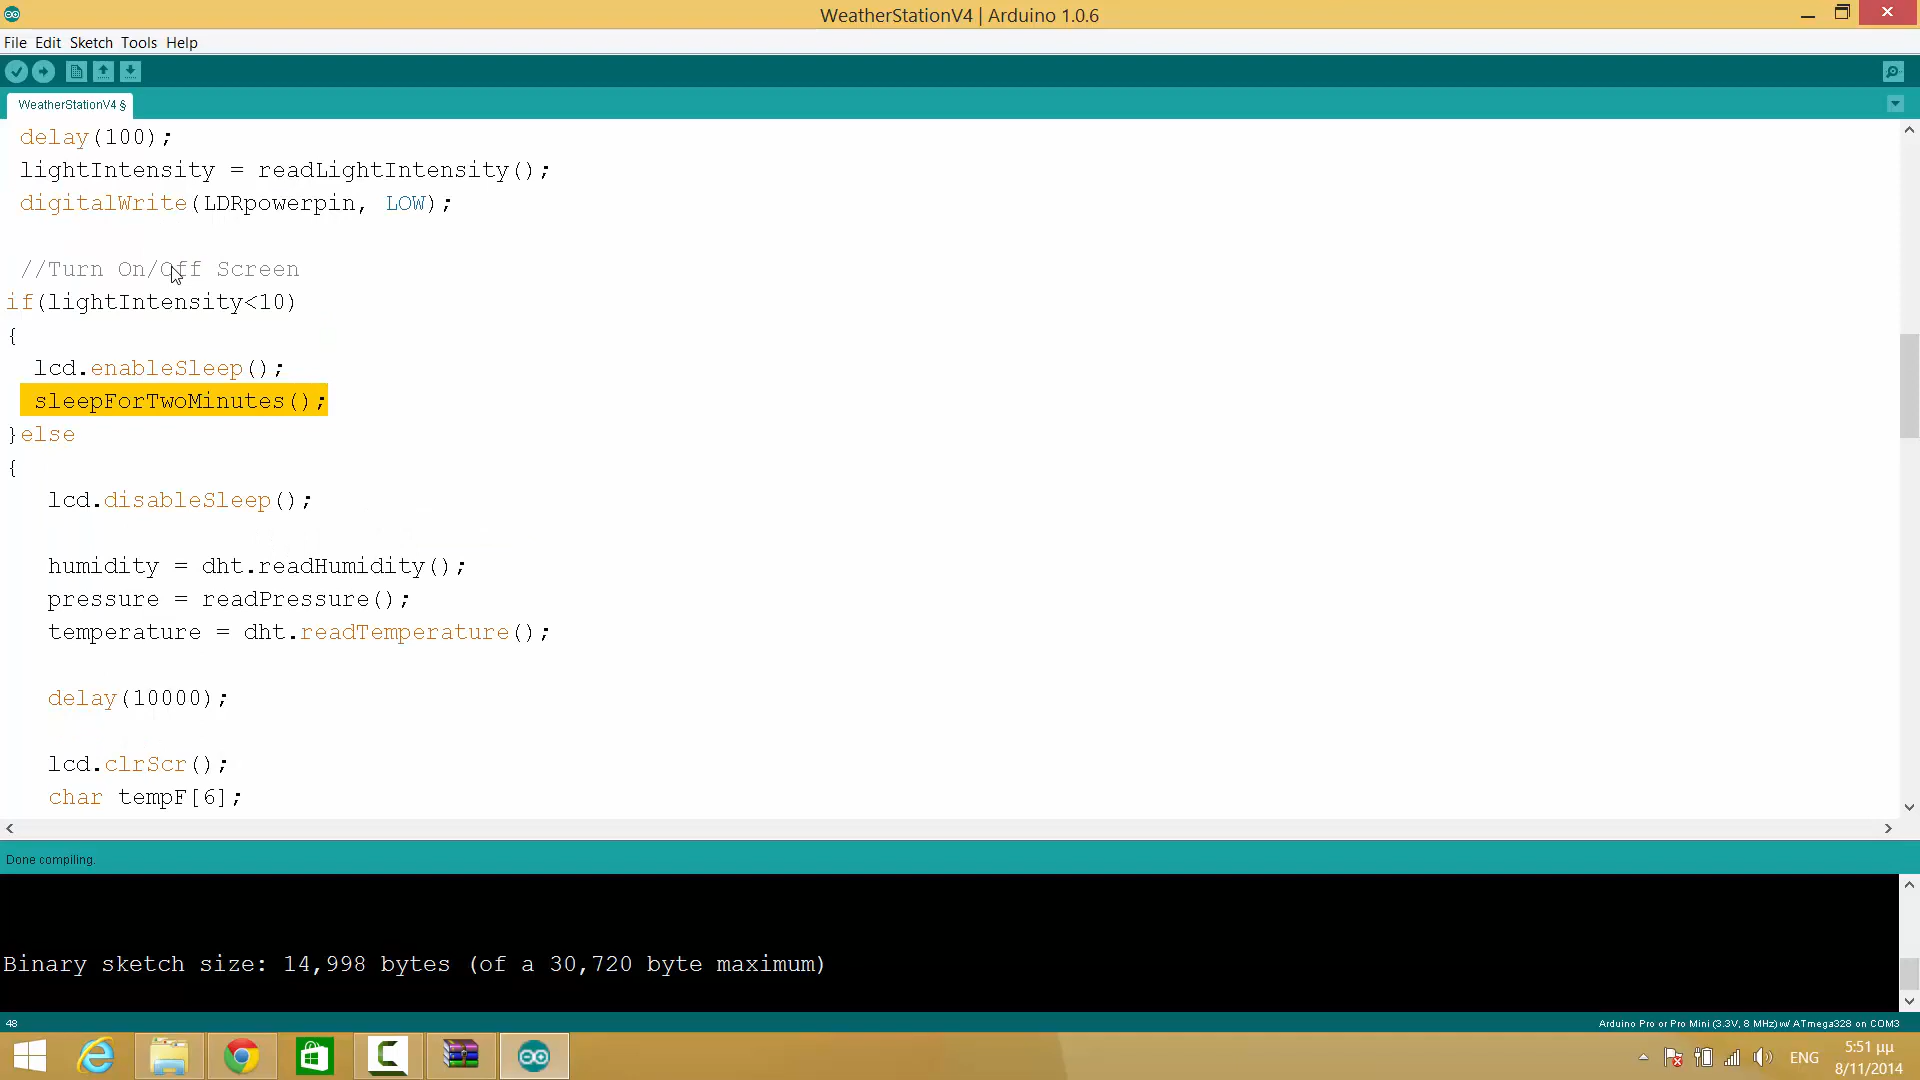 WeatherStationV4 | Arduino 1.0.6
File Edit Sketch Tools Help
WeatherStationV4 §
delay(100);
lightIntensity = readLightIntensity();
digitalWrite(LDRpowerpin, LOW);
//Turn On/Off Screen
if(lightIntensity<10)
{
lcd.enableSleep();
sleepForTwoMinutes();
}else
{
lcd.disableSleep();
humidity = dht.readHumidity();
pressure = readPressure();
temperature = dht.readTemperature();
delay(10000);
lcd.clrScr();
char tempF[6];
Done compiling.
Binary sketch size: 14,998 bytes (of a 30,720 byte maximum)
48
Arduino Pro or Pro Mini (3.3V, 8 MHz) w/ ATmega328 on COM3
ENG
5:51 μμ
8/11/2014